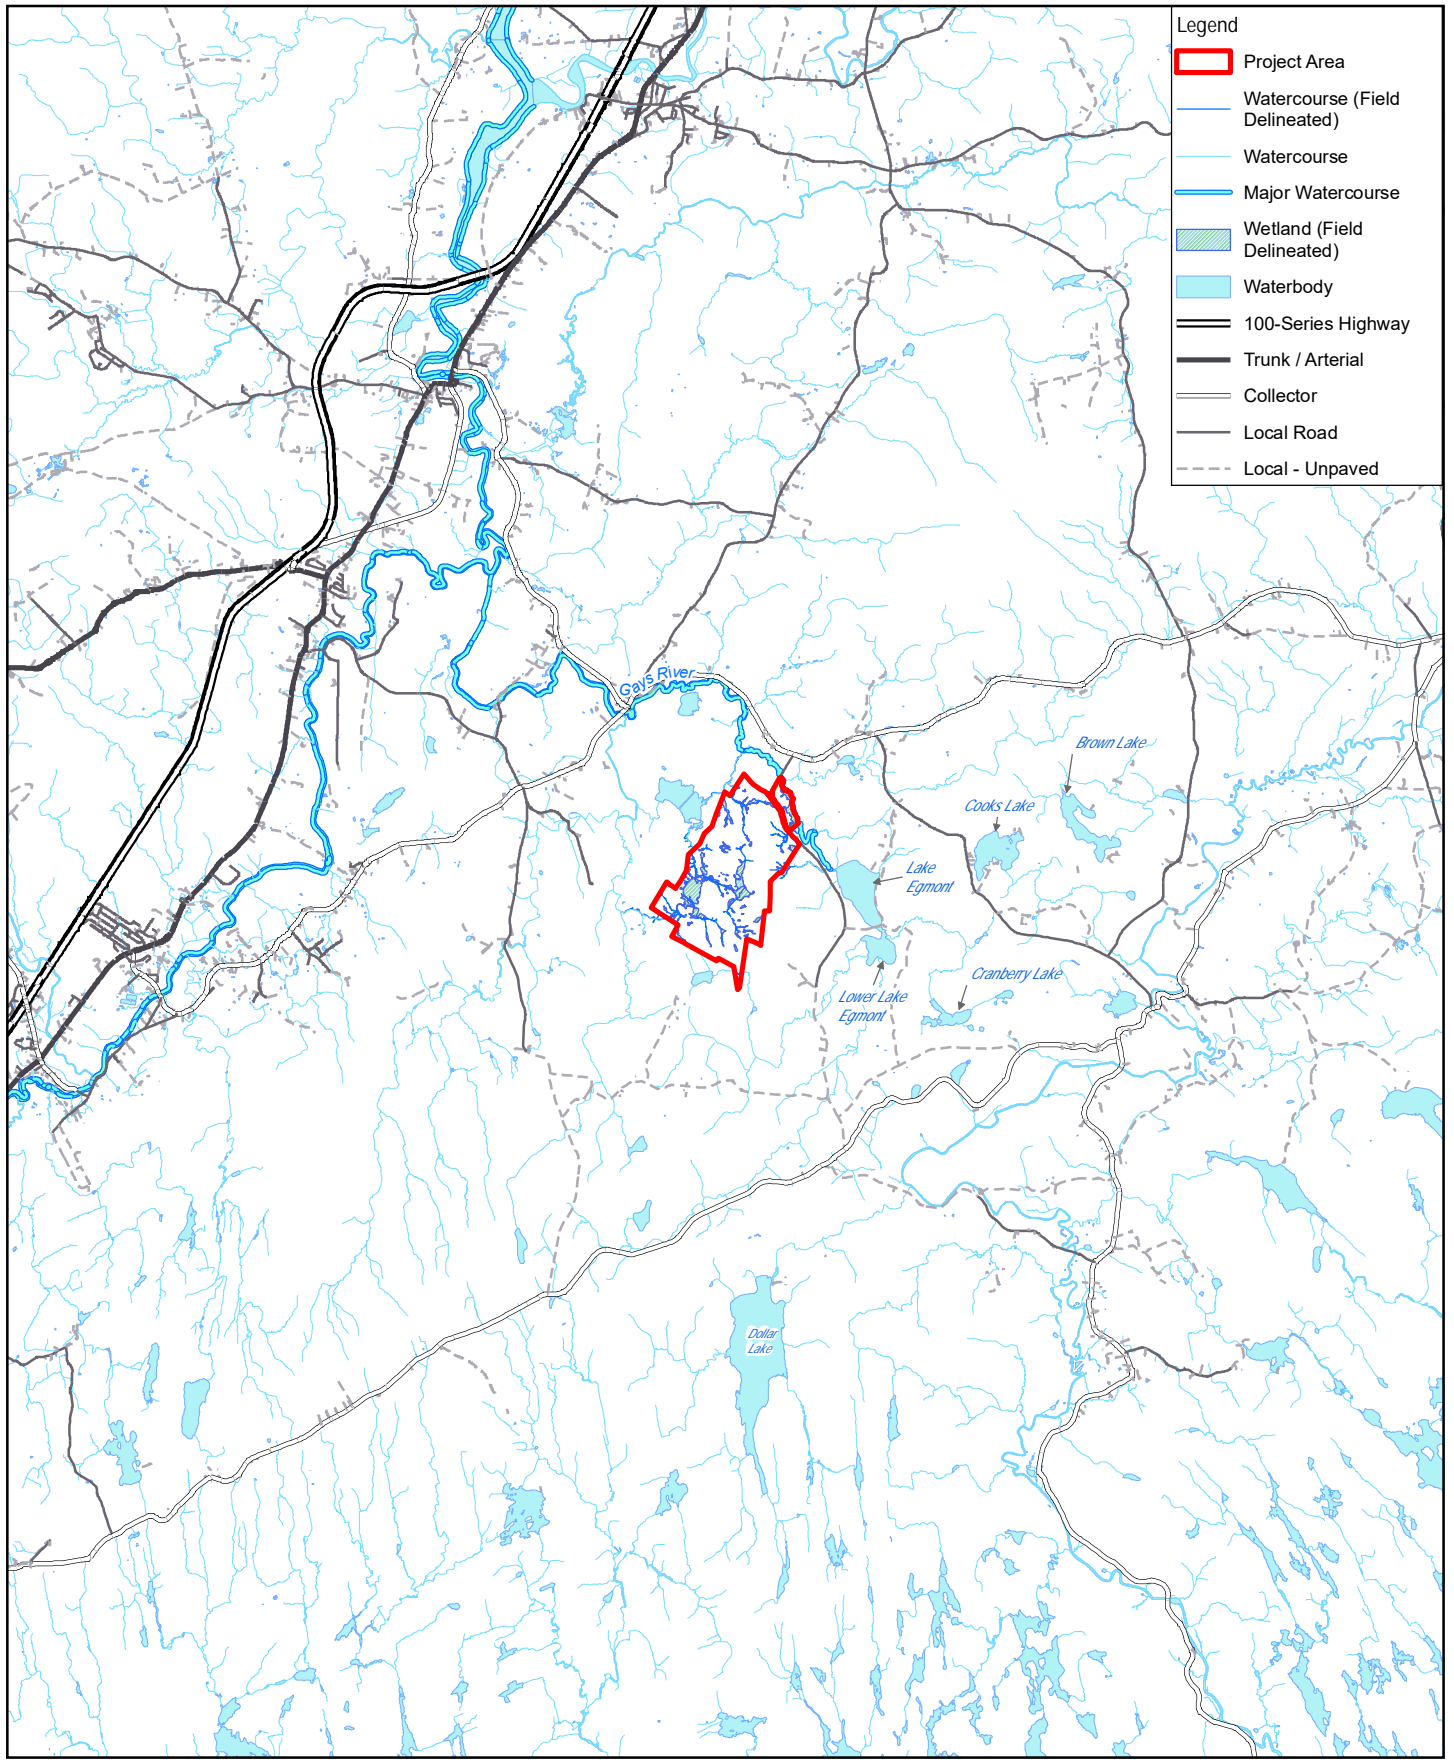 Legend
Project Area
Watercourse (Field
Delineated)
Watercourse
Major Watercourse
Wetland (Field
Delineated)
Waterbody
100-Series Highway
Trunk / Arterial
Collector
Local Road
Local - Unpaved
Gays River
Brown Lake
Cooks Lake
Lake
Egmont
Cranberry Lake
Lower Lake
Egmont
Dollar
Lake